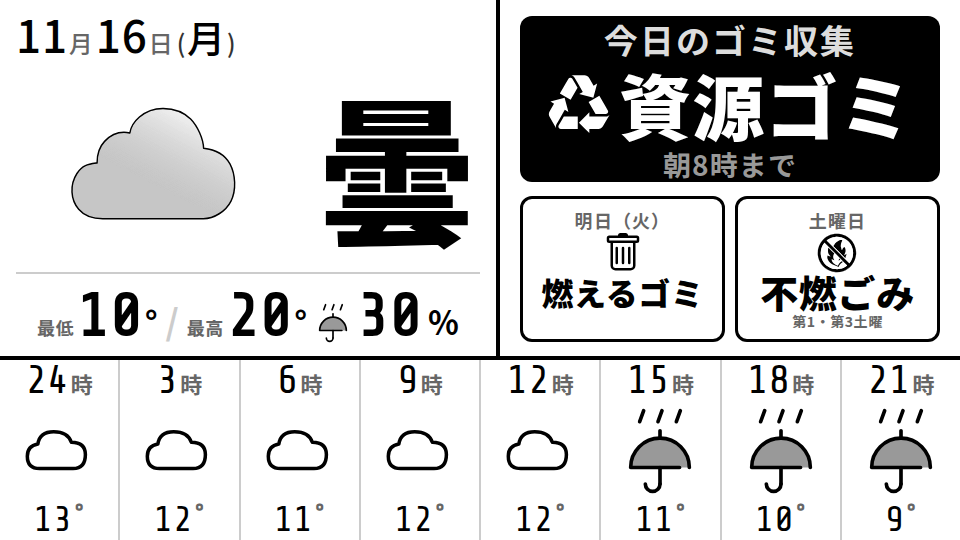 11月16日(月)
曇
最低10°/最高20° 30%
今日のゴミ収集
資源ゴミ
朝8時まで
明日（火）
燃えるゴミ
土曜日
不燃ごみ
第1・第3土曜
24時 3時 6時 9時 12時 15時 18時 21時
13° 12° 11° 12° 12° 11° 10° 9°